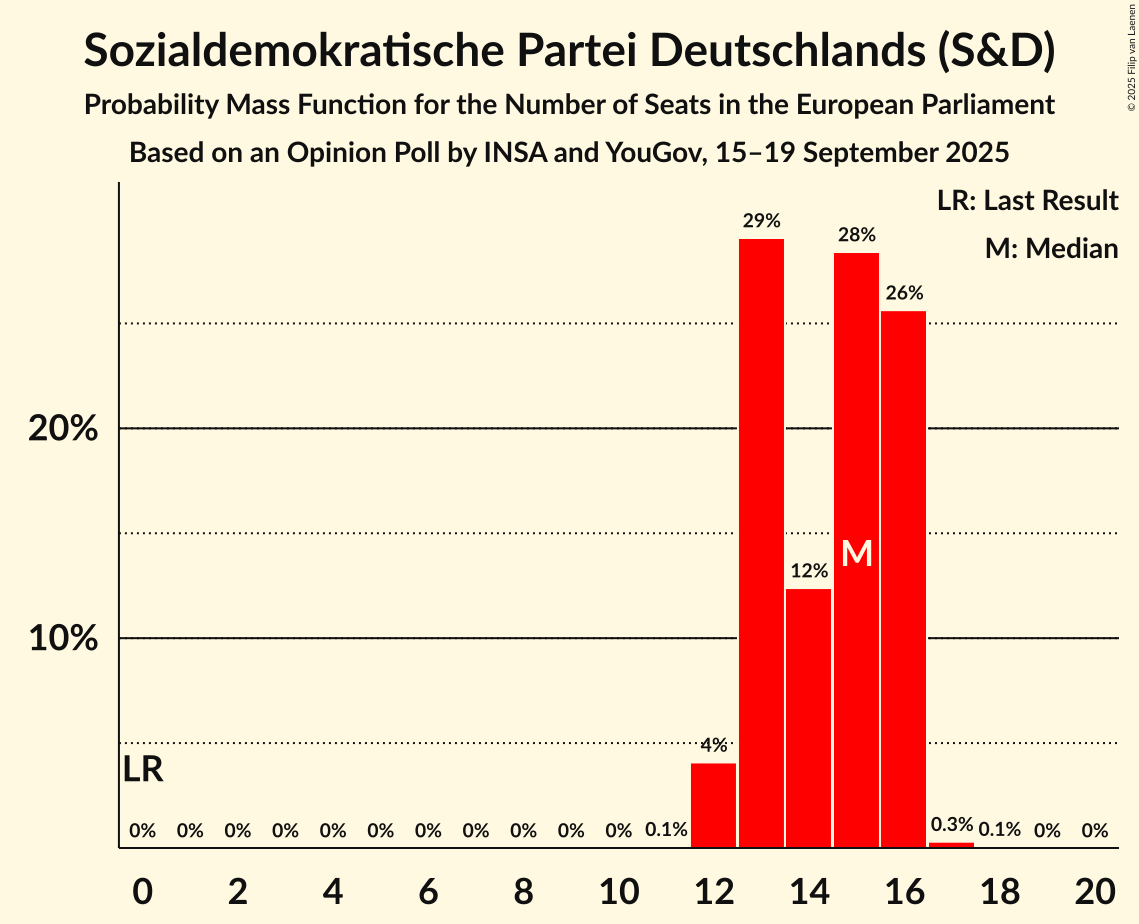 Sozialdemokratische Partei Deutschlands (S&D)
Probability Mass Function for the Number of Seats in the European Parliament
Based on an Opinion Poll by INSA and YouGov, 15–19 September 2025
© 2025 Filip van Laenen
LR: Last Result
M: Median
29%
28%
26%
20%
12%
M
10%
4%
LR
0% 0% 0% 0% 0% 0% 0% 0% 0% 0% 0% 0.1% 0.3% 0.1% 0% 0%
0 2 4 6 8 10 12 14 16 18 20